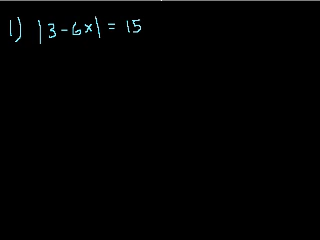 1) |3-6x| = 15